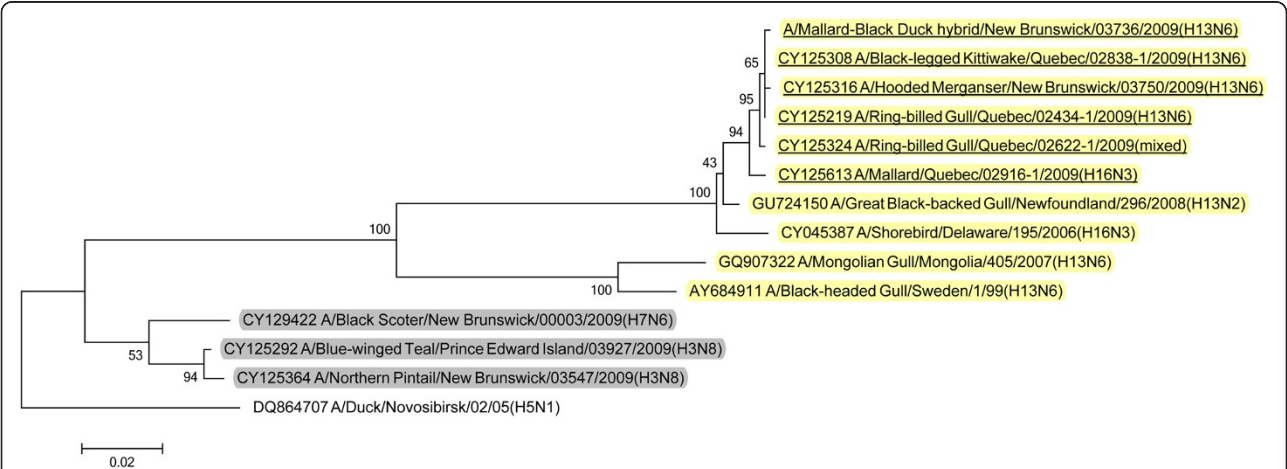 A/Mallard-Black Duck hybrid/New Brunswick/03736/2009(H13N6)
65
CY125308 A/Black-legged Kittiwake/Quebec/02838-1/2009(H13N6)
CY125316 A/Hooded Merganser/New Brunswick/03750/2009(H13N6)
95
CY125219 A/Ring-billed Gull/Quebec/02434-1/2009(H13N6)
94
CY125324 A/Ring-billed Gull/Quebec/02622-1/2009(mixed)
43
CY125613 A/Mallard/Quebec/02916-1/2009(H16N3)
100
GU724150 A/Great Black-backed Gull/Newfoundland/296/2008(H13N2)
100
CY045387 A/Shorebird/Delaware/195/2006(H16N3)
GQ907322 A/Mongolian Gull/Mongolia/405/2007(H13N6)
100
AY684911 A/Black-headed Gull/Sweden/1/99(H13N6)
CY129422 A/Black Scoter/New Brunswick/00003/2009(H7N6)
53
CY125292 A/Blue-winged Teal/Prince Edward Island/03927/2009(H3N8)
94
CY125364 A/Northern Pintail/New Brunswick/03547/2009(H3N8)
DQ864707 A/Duck/Novosibirsk/02/05(H5N1)
0.02